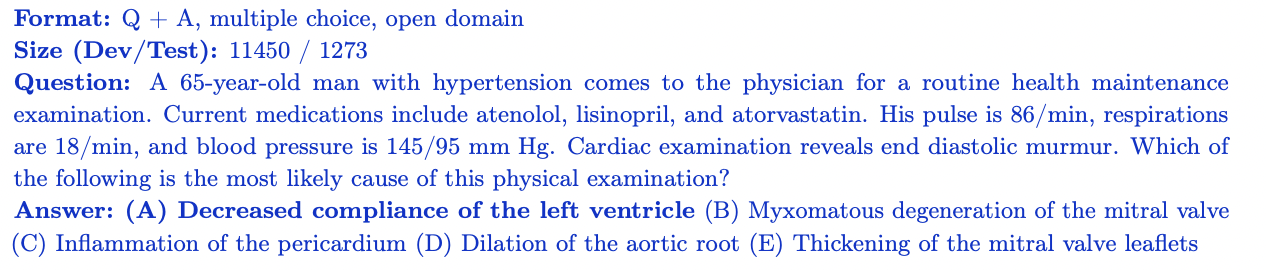 Format: Q + A, multiple choice, open domain
Size (Dev/Test): 11450 / 1273
Question: A 65-year-old man with hypertension comes to the physician for a routine health maintenance
examination. Current medications include atenolol, lisinopril, and atorvastatin. His pulse is 86/min, respirations
are 18/min, and blood pressure is 145/95 mm Hg. Cardiac examination reveals end diastolic murmur. Which of
the following is the most likely cause of this physical examination?
Answer: (A) Decreased compliance of the left ventricle (B) Myxomatous degeneration of the mitral valve
(C) Inflammation of the pericardium (D) Dilation of the aortic root (E) Thickening of the mitral valve leaflets